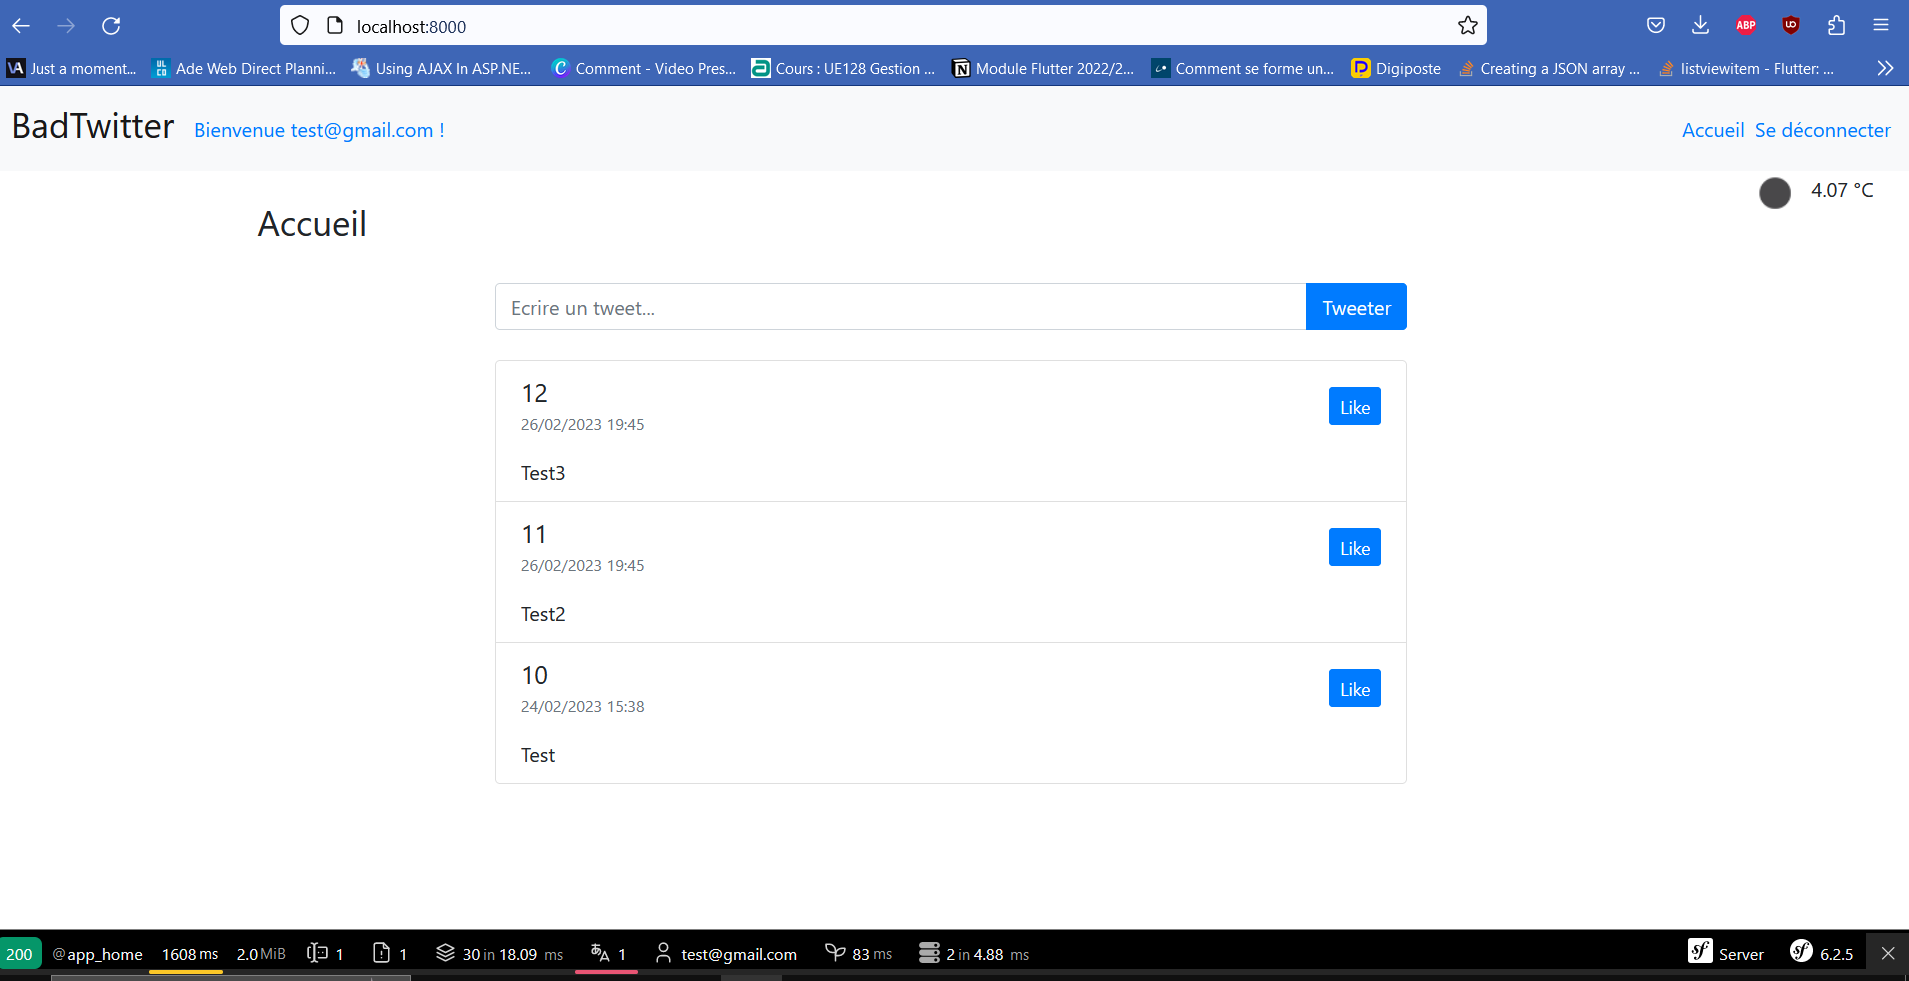 localhost:8000
ABP
VA Just a moment...
ULCO Ade Web Direct Planni...
Using AJAX In ASP.NE...
Comment - Video Pres...
Cours : UE128 Gestion ...
Module Flutter 2022/2...
Comment se forme un...
Digiposte
Creating a JSON array ...
listviewitem - Flutter: ...
BadTwitter Bienvenue test@gmail.com !
Accueil Se déconnecter
4.07 °C
Accueil
Ecrire un tweet...
Tweeter
12
Like
26/02/2023 19:45
Test3
11
Like
26/02/2023 19:45
Test2
10
Like
24/02/2023 15:38
Test
200 @app_home 1608 ms 2.0 MiB 1 1 30 in 18.09 ms 1 test@gmail.com 83 ms 2 in 4.88 ms sf Server sf 6.2.5